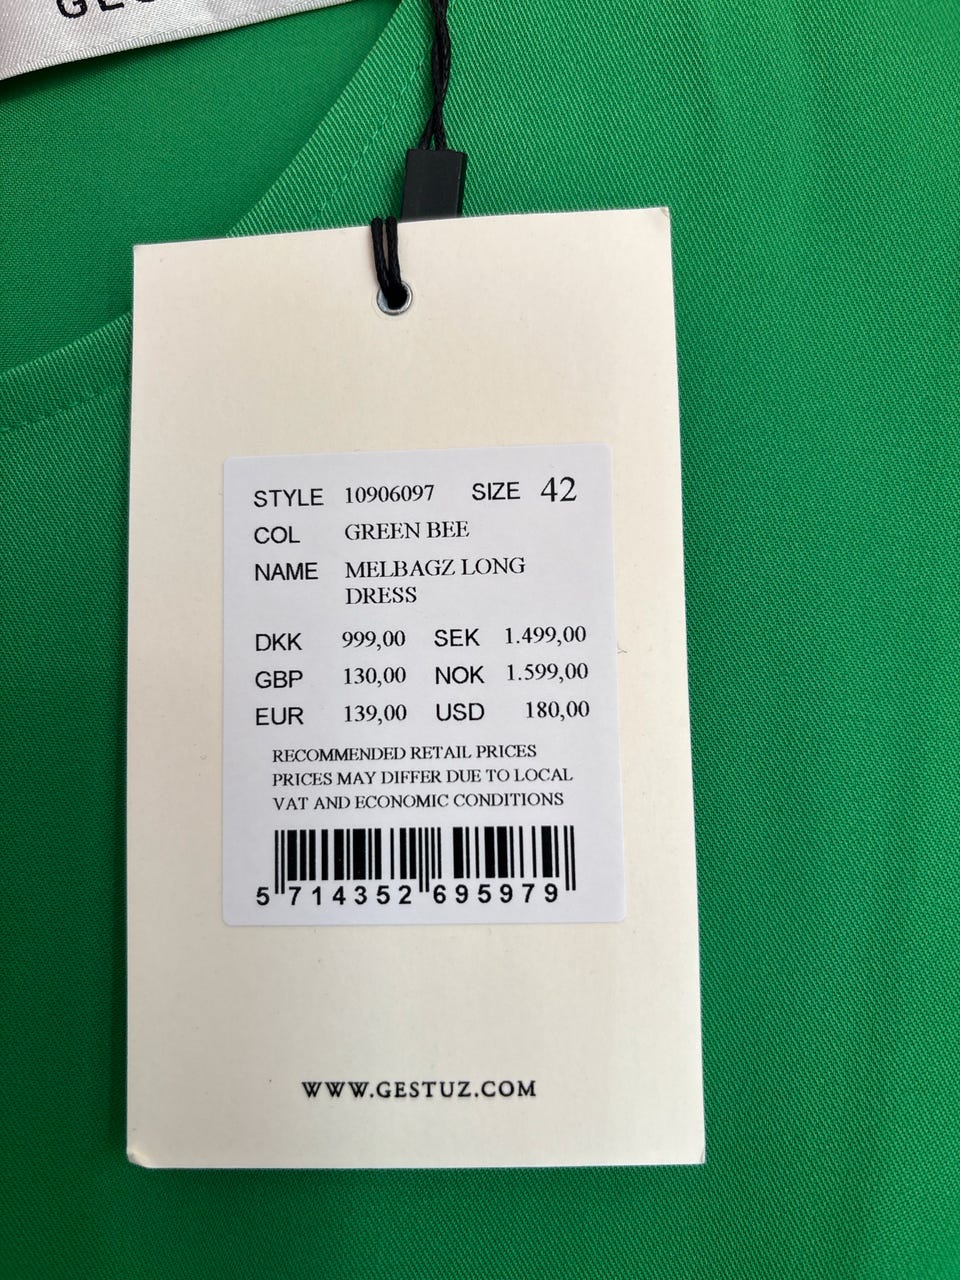 STYLE 10906097 SIZE 42
COL GREEN BEE
NAME MELBAGZ LONG
DRESS
DKK 999,00 SEK 1.499,00
GBP 130,00 NOK 1.599,00
EUR 139,00 USD 180,00
RECOMMENDED RETAIL PRICES
PRICES MAY DIFFER DUE TO LOCAL
VAT AND ECONOMIC CONDITIONS
5 714352 695979
WWW.GESTUZ.COM